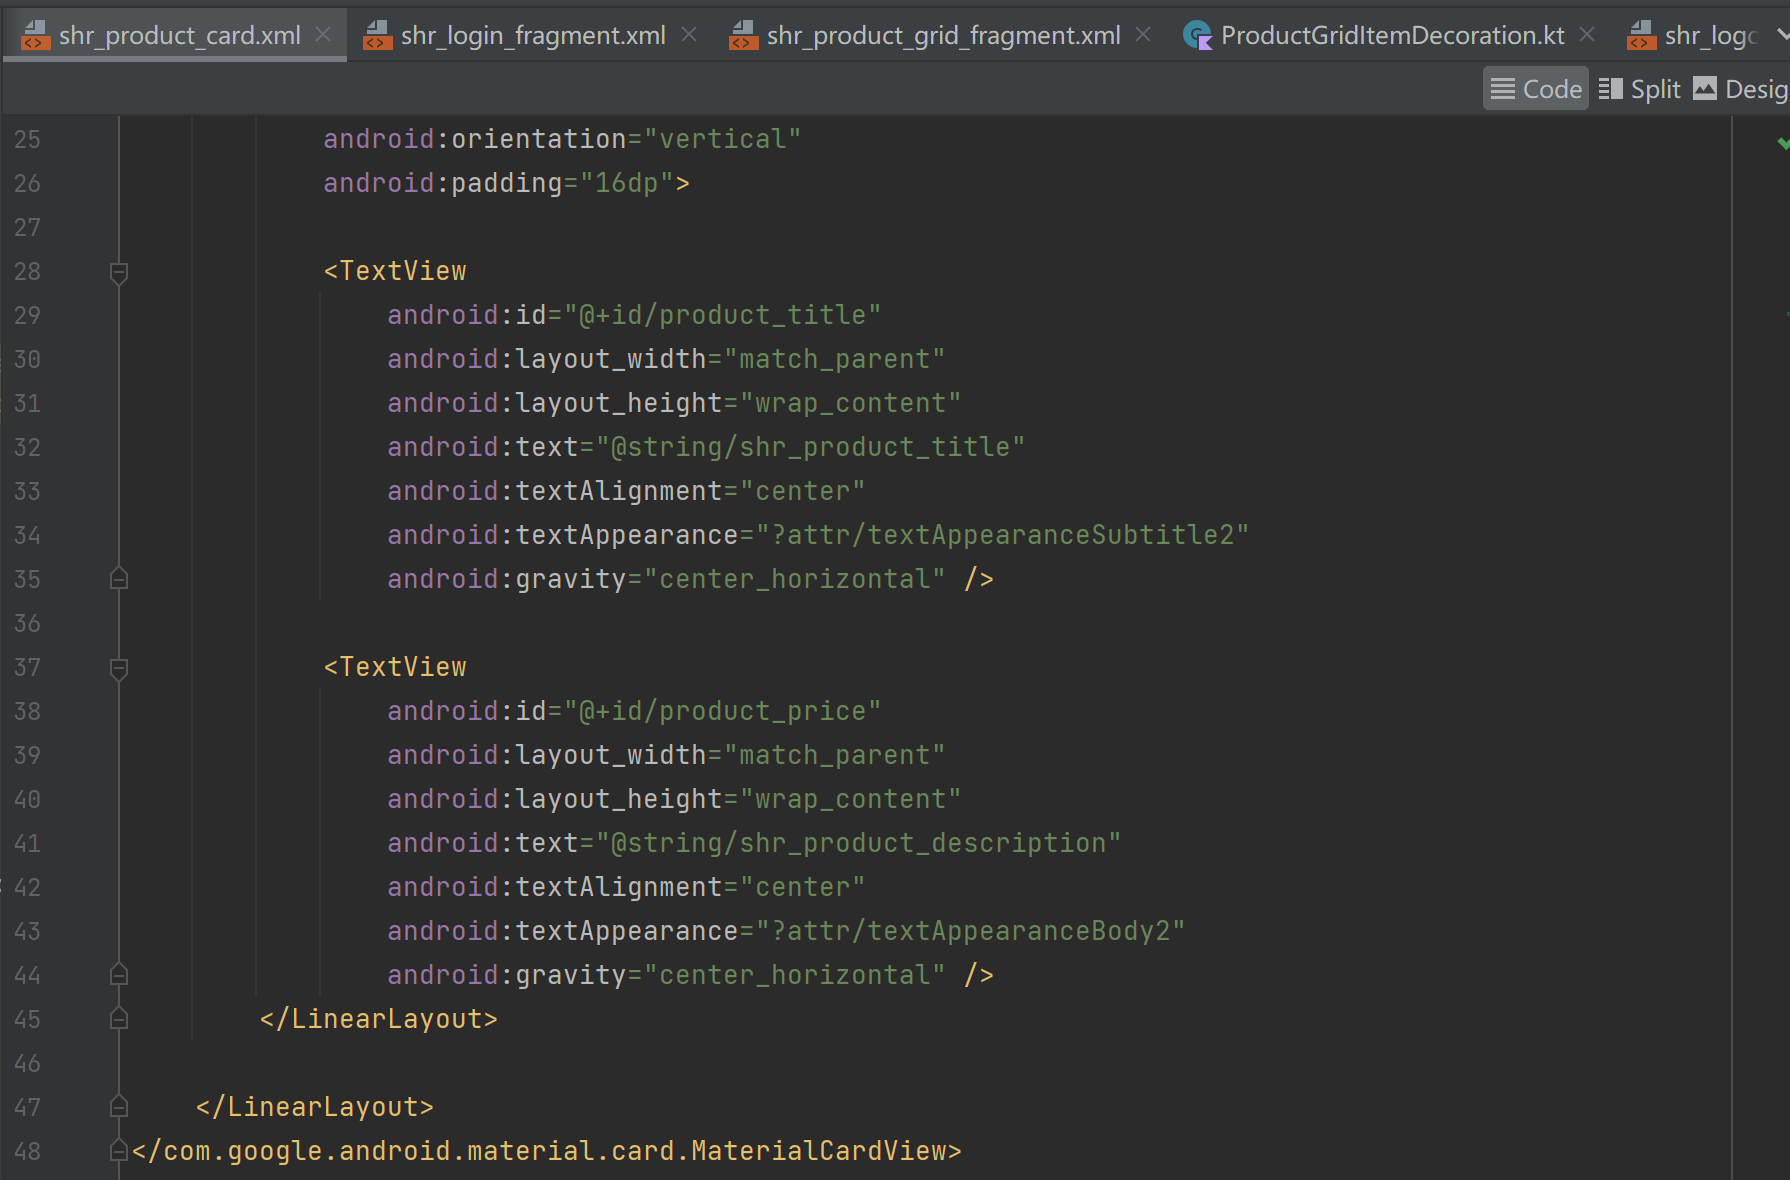 shr_product_card.xml shr_login_fragment.xml shr_product_grid_fragment.xml ProductGridItemDecoration.kt
Code Split
25 android:orientation="vertical"
26 android:padding="16dp">
27
28 <TextView
29 android:id="@+id/product_title"
30 android:layout_width="match_parent"
31 android:layout_height="wrap_content"
32 android:text="@string/shr_product_title"
33 android:textAlignment="center"
34 android:textAppearance="?attr/textAppearanceSubtitle2"
35 android:gravity="center_horizontal" />
36
37 <TextView
38 android:id="@+id/product_price"
39 android:layout_width="match_parent"
40 android:layout_height="wrap_content"
41 android:text="@string/shr_product_description"
42 android:textAlignment="center"
43 android:textAppearance="?attr/textAppearanceBody2"
44 android:gravity="center_horizontal" />
45 </LinearLayout>
46
47 </LinearLayout>
48 </com.google.android.material.card.MaterialCardView>